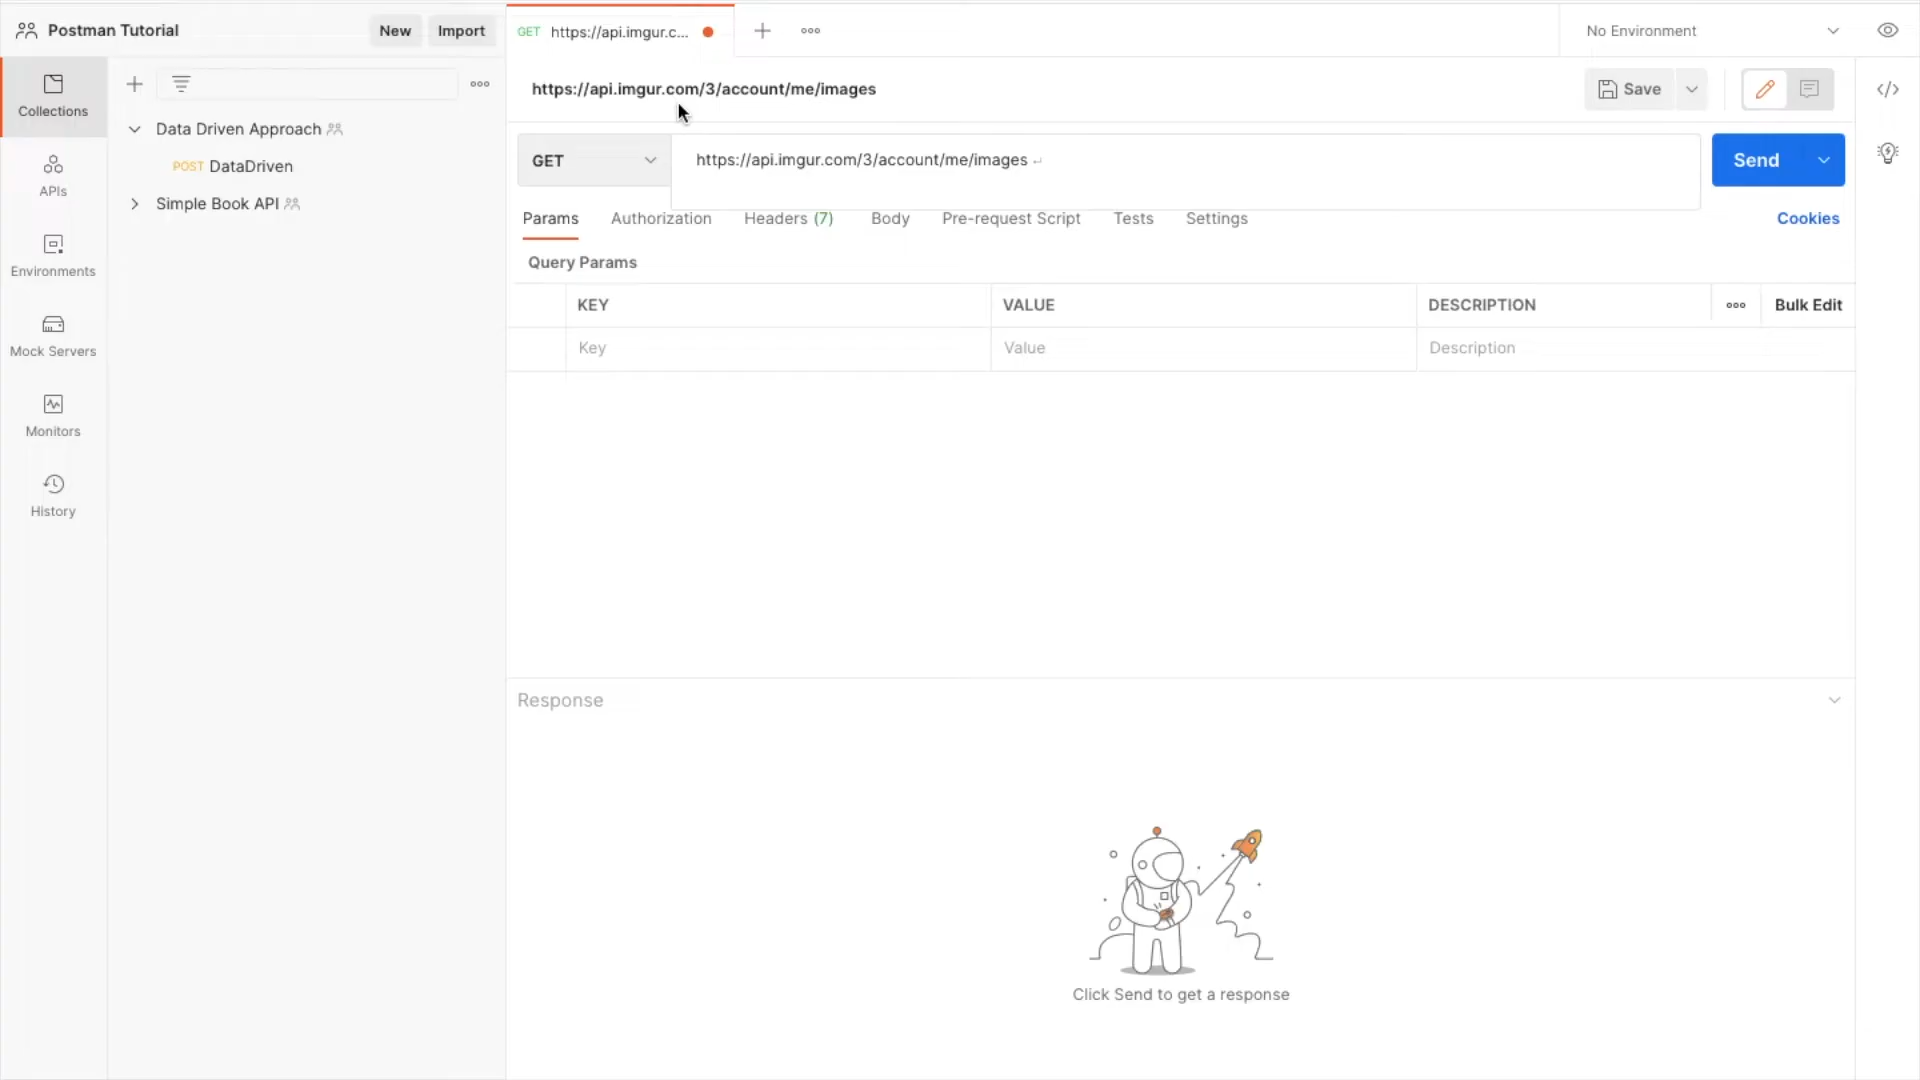 Postman Tutorial
New
Import
GET https://api.imgur.c...
No Environment
Collections
APIs
Environments
Mock Servers
Monitors
History
Data Driven Approach
POST DataDriven
Simple Book API
https://api.imgur.com/3/account/me/images
Save
GET
https://api.imgur.com/3/account/me/images
Send
Params Authorization Headers (7) Body Pre-request Script Tests Settings
Cookies
Query Params
KEY VALUE DESCRIPTION
Bulk Edit
Key Value Description
Response
Click Send to get a response